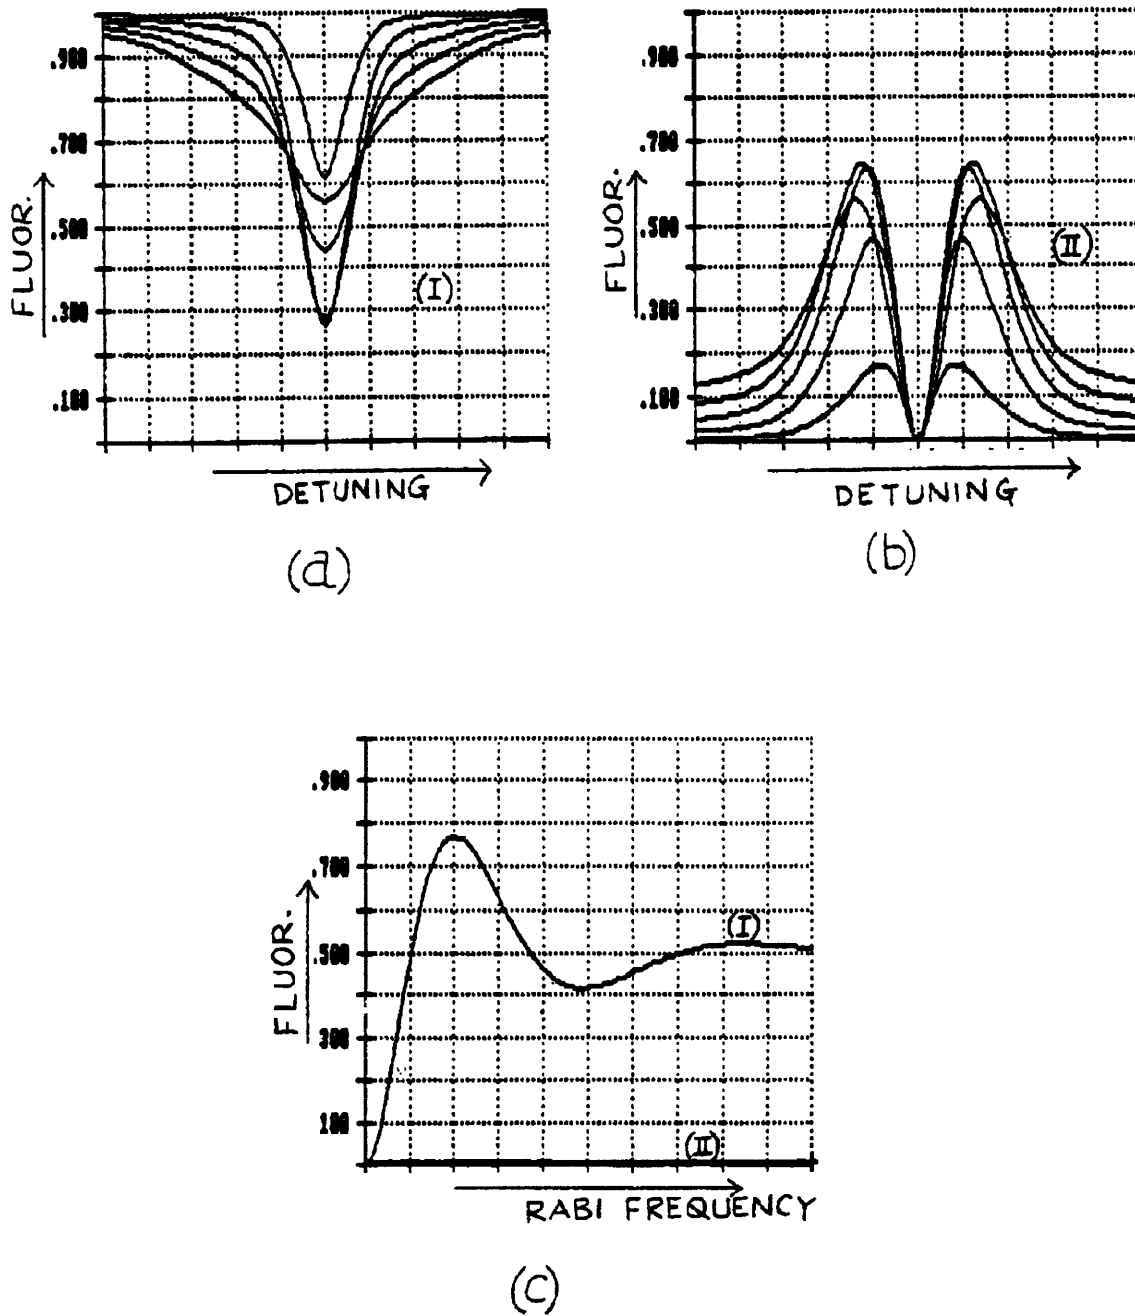 .900
.700
.500
.300
.100
FLUOR.
(I)
DETUNING
(a)
.900
.700
.500
.300
.100
FLUOR.
(II)
DETUNING
(b)
.900
.700
.500
.300
.100
FLUOR.
(I)
(II)
RABI FREQUENCY
(c)